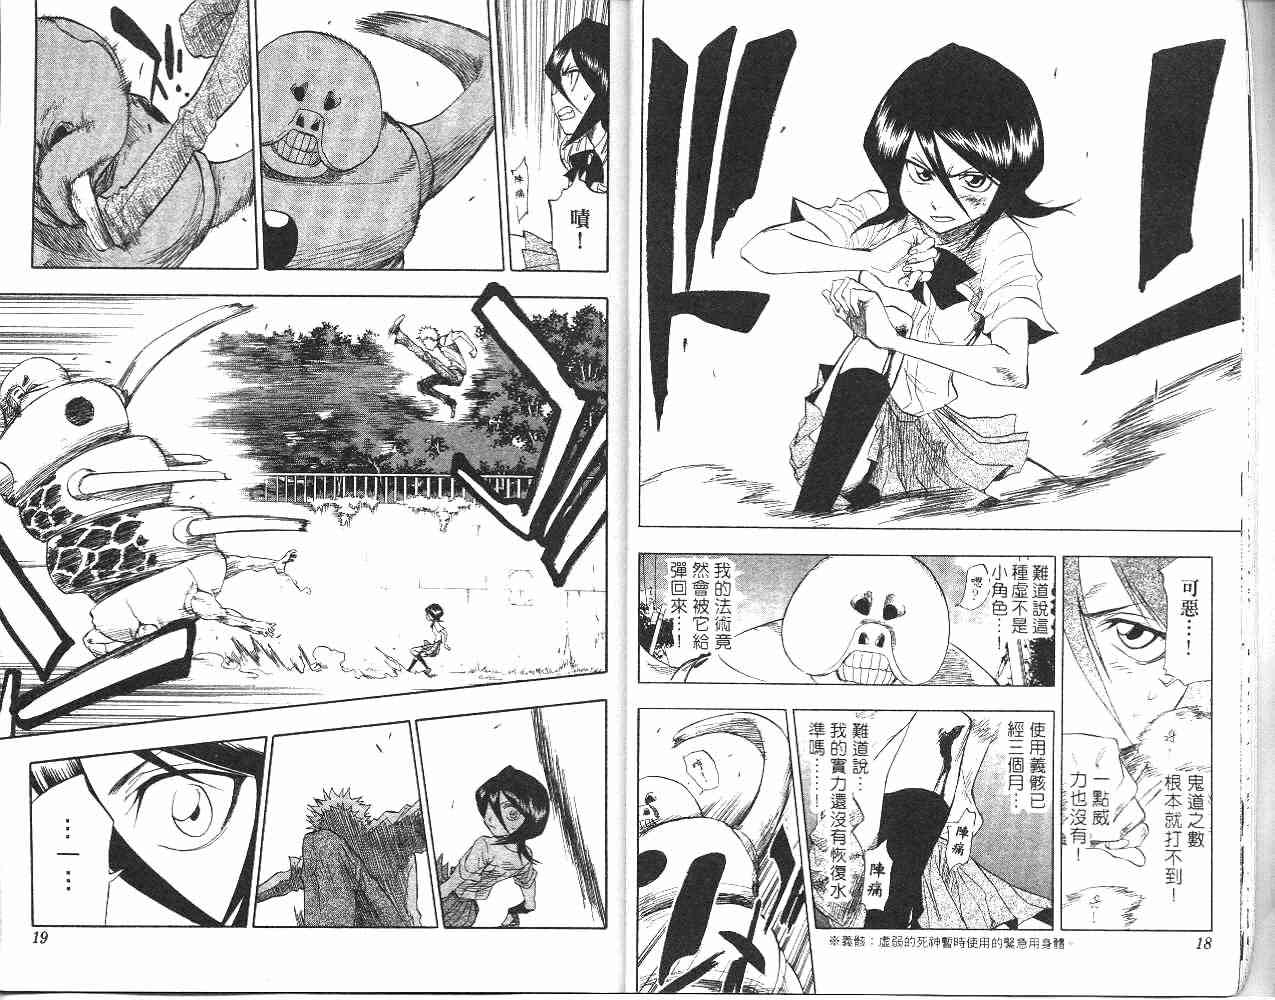 可惡⋯！
鬼道之數
根本就打不到！
一點威
力也沒有！
難道說這
種虛不是
小角色⋯！
嗯？
我的法術竟
然會被它給
彈回來⋯！
使用義骸已
經三個月⋯
難道說⋯
我的實力還沒有恢復水
準嗎⋯⋯！
陣痛
陣痛
※義骸：虛弱的死神暫時使用的緊急用身體。
18
嘖！
陣痛
⋯一⋯
19